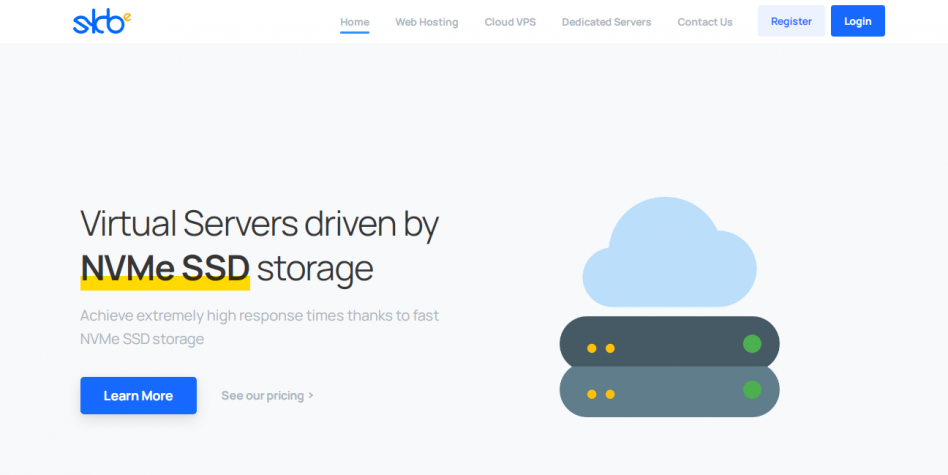 skbe
Home Web Hosting Cloud VPS Dedicated Servers Contact Us Register Login
Virtual Servers driven by
NVMe SSD storage
Achieve extremely high response times thanks to fast
NVMe SSD storage
Learn More See our pricing >